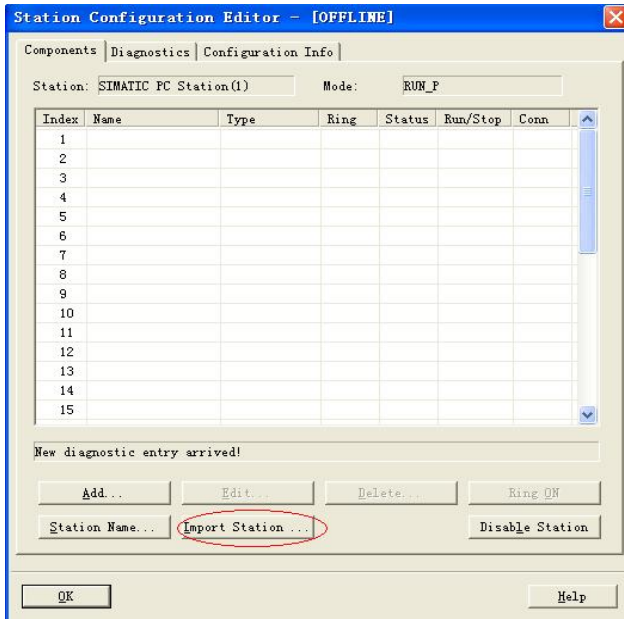 Station Configuration Editor - [OFFLINE]
Components Diagnostics Configuration Info
Station: SIMATIC PC Station(1) Mode: RUN_P
Index Name Type Ring Status Run/Stop Conn
1
2
3
4
5
6
7
8
9
10
11
12
13
14
15
New diagnostic entry arrived!
Add... Edit... Delete... Ring ON
Station Name... Import Station ... Disable Station
OK Help